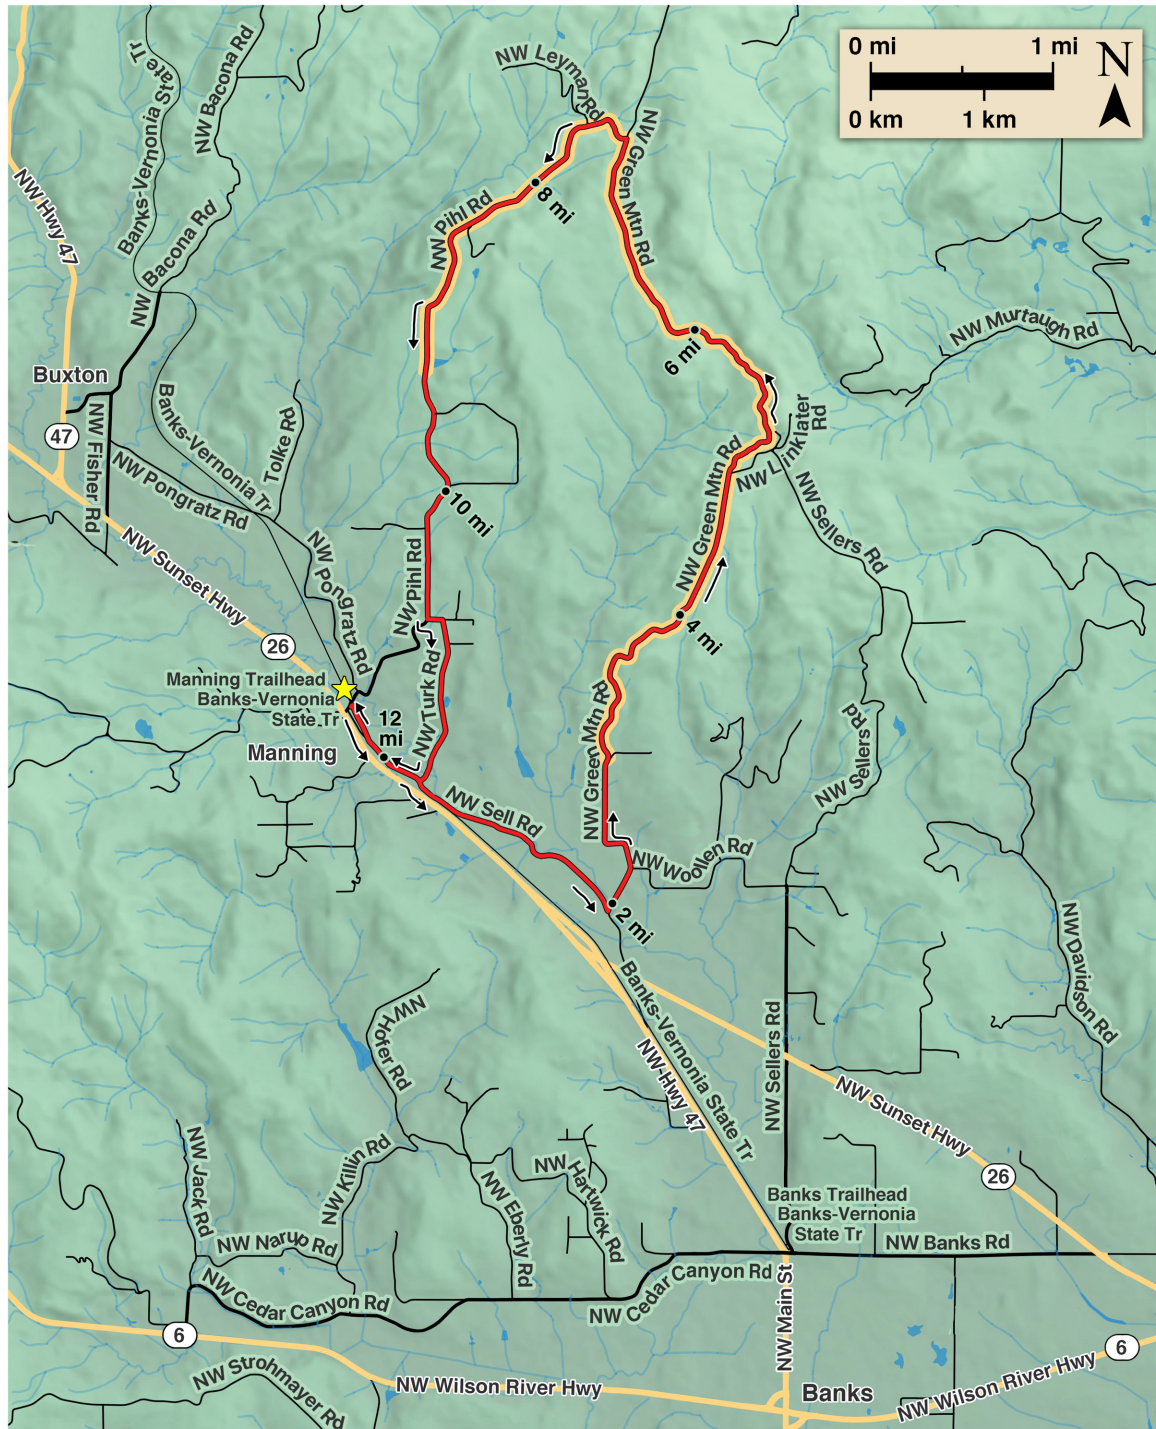 0 mi 1 mi
0 km 1 km
N
NW Leyman Rd
Banks-Vernonia State Tr
NW Bacona Rd
NW Green Mtn Rd
8 mi
NW Pihl Rd
NW Hwy 47
NW Bacona Rd
NW Murtaugh Rd
6 mi
Buxton
47
NW Fisher Rd
Banks-Vernonia Tr
Tolke Rd
NW Linklater
Rd
NW Green Mtn Rd
NW Pongratz Rd
10 mi
NW Sellers Rd
NW Sunset Hwy
NW Pongratz Rd
NW Pihl Rd
26
4 mi
Manning Trailhead
Banks-Vernonia
State Tr
12
mi
NW Turk Rd
NW Green Mtn Rd
NW Sellers Rd
Manning
NW Sell Rd
NW Woollen Rd
2 mi
NW Davidson Rd
Banks-Vernonia State Tr
NW Hofer Rd
NW Hwy 47
NW Sellers Rd
NW Sunset Hwy
26
NW Jack Rd
NW Killin Rd
NW Eberly Rd
NW Hartwick Rd
Banks Trailhead
Banks-Vernonia
State Tr
NW Narup Rd
NW Banks Rd
NW Cedar Canyon Rd
NW Cedar Canyon Rd
6
NW Main St
6
NW Strohmayer Rd
NW Wilson River Hwy
Banks
NW Wilson River Hwy